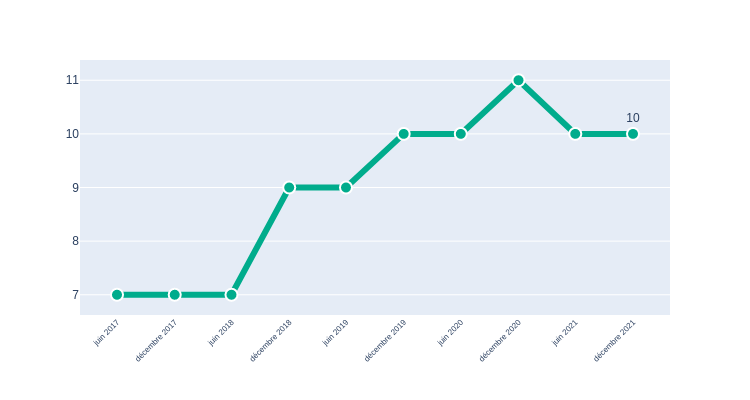 11
10
10
9
8
7
juin 2017
décembre 2017
juin 2018
décembre 2018
juin 2019
décembre 2019
juin 2020
décembre 2020
juin 2021
décembre 2021